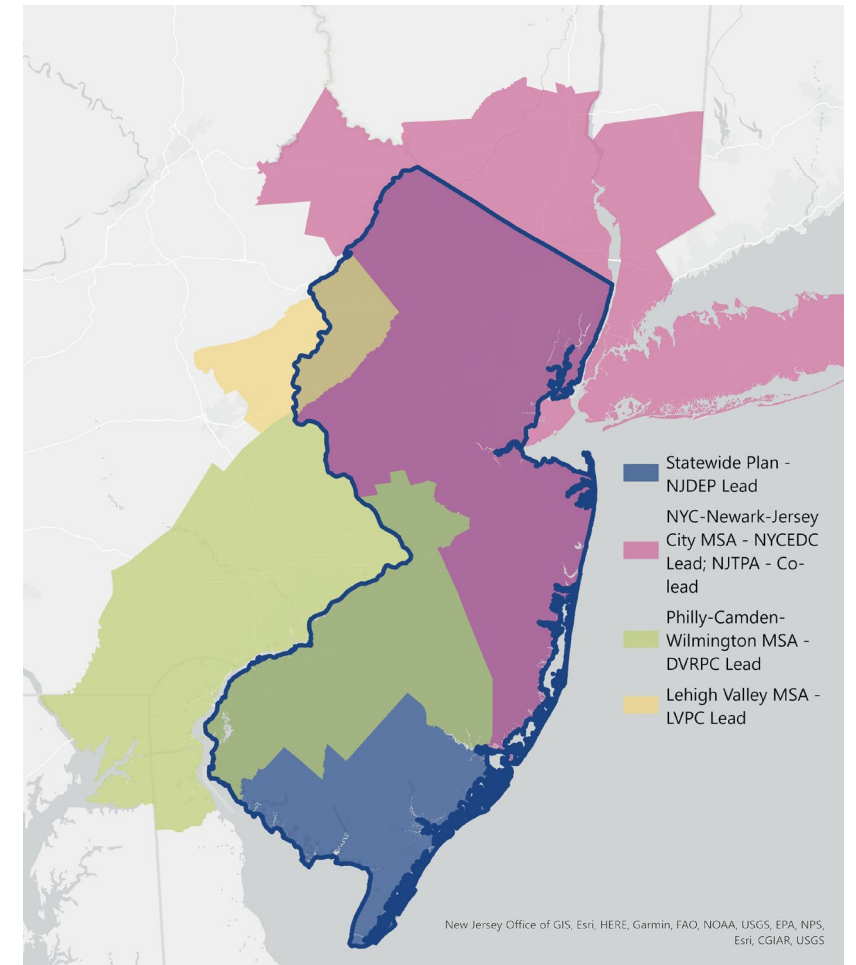 Statewide Plan -
NJDEP Lead
NYC-Newark-Jersey
City MSA - NYCEDC
Lead; NJTPA - Co-
lead
Philly-Camden-
Wilmington MSA -
DVRPC Lead
Lehigh Valley MSA -
LVPC Lead
New Jersey Office of GIS, Esri, HERE, Garmin, FAO, NOAA, USGS, EPA, NPS,
Esri, CGIAR, USGS